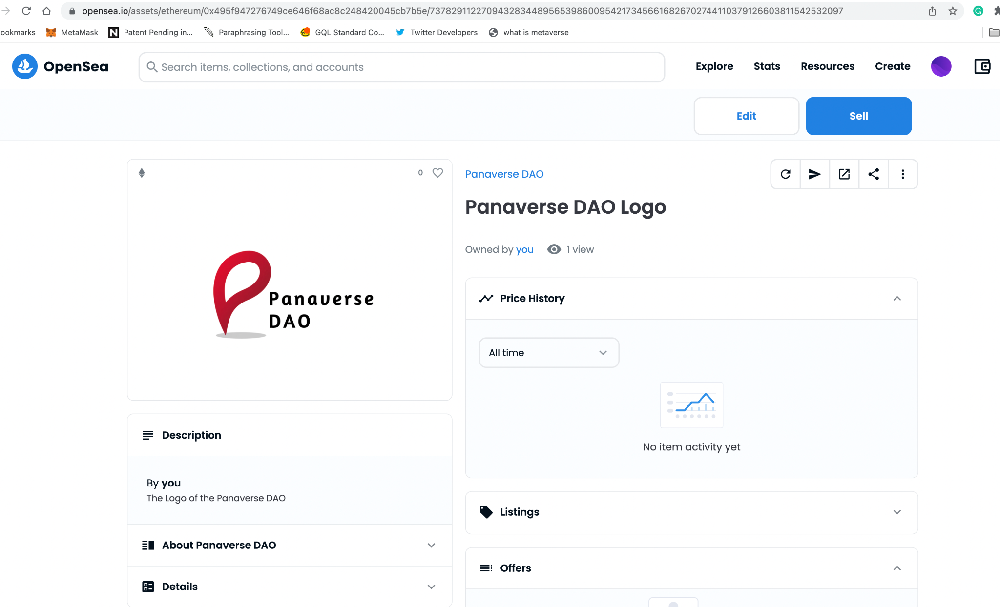 opensea.io/assets/ethereum/0x495f947276749ce646f68ac8c248420045cb7b5e/73782911227094328344895653986009542173456616826702744110379126603811542532097
ookmarks MetaMask Patent Pending in... Paraphrasing Tool... GQL Standard Co... Twitter Developers what is metaverse
OpenSea Search items, collections, and accounts Explore Stats Resources Create
Edit Sell
0
Panaverse
DAO
Description
By you
The Logo of the Panaverse DAO
About Panaverse DAO
Details
Panaverse DAO
Panaverse DAO Logo
Owned by you 1 view
Price History
All time
No item activity yet
Listings
Offers